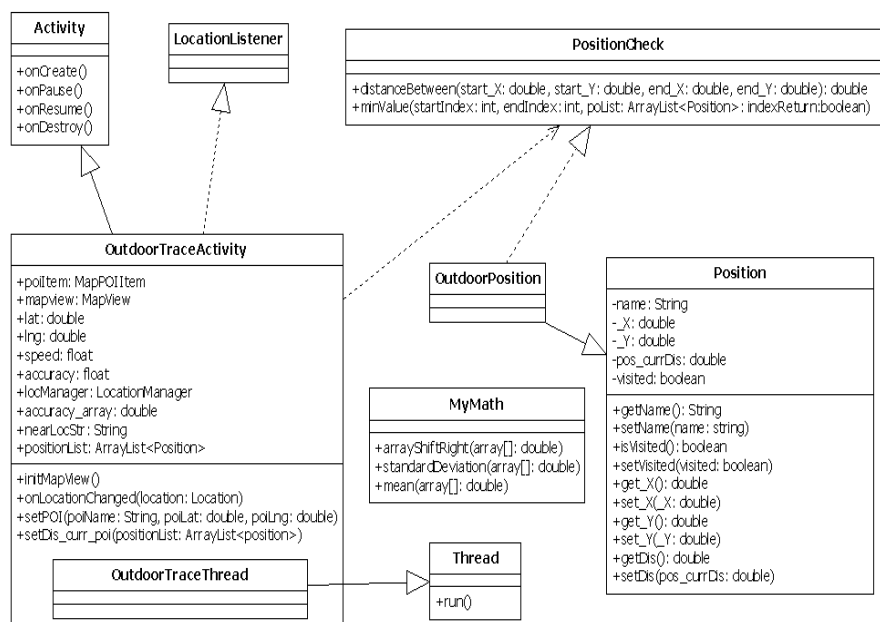 Activity
+onCreate()
+onPause()
+onResume()
+onDestroy()
LocationListener
PositionCheck
+distanceBetween(start_X: double, start_Y: double, end_X: double, end_Y: double): double
+minValue(startIndex: int, endIndex: int, poList: ArrayList<Position>: indexReturn:boolean)
OutdoorTraceActivity
+poiItem: MapPOIItem
+mapview: MapView
+lat: double
+lng: double
+speed: float
+accuracy: float
+locManager: LocationManager
+accuracy_array: double
+nearLocStr: String
+positionList: ArrayList<Position>
+initMapView()
+onLocationChanged(location: Location)
+setPOI(poiName: String, poiLat: double, poiLng: double)
+setDis_curr_poi(positionList: ArrayList<position>)
OutdoorTraceThread
OutdoorPosition
Position
-name: String
-_X: double
-_Y: double
-pos_currDis: double
-visited: boolean
+getName(): String
+setName(name: string)
+isVisited(): boolean
+setVisited(visited: boolean)
+get_X(): double
+set_X(_X: double)
+get_Y(): double
+set_Y(_Y: double)
+getDis(): double
+setDis(pos_currDis: double)
MyMath
+arrayShiftRight(array[]: double)
+standardDeviation(array[]: double)
+mean(array[]: double)
Thread
+run()